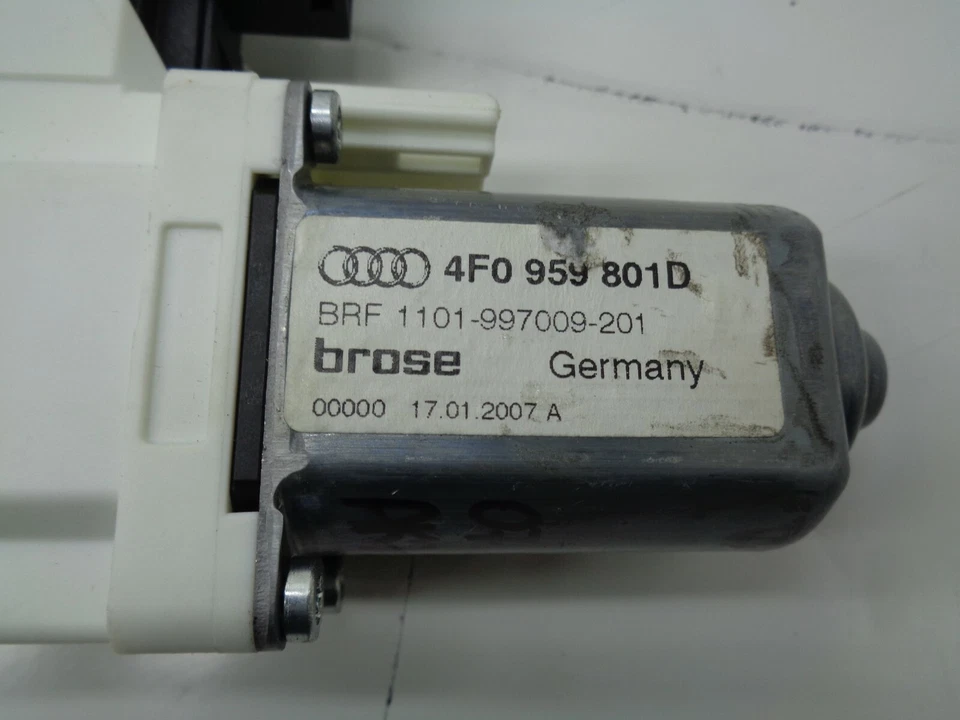 4F0 959 801D
BRF 1101-997009-201
brose Germany
00000 17.01.2007 A